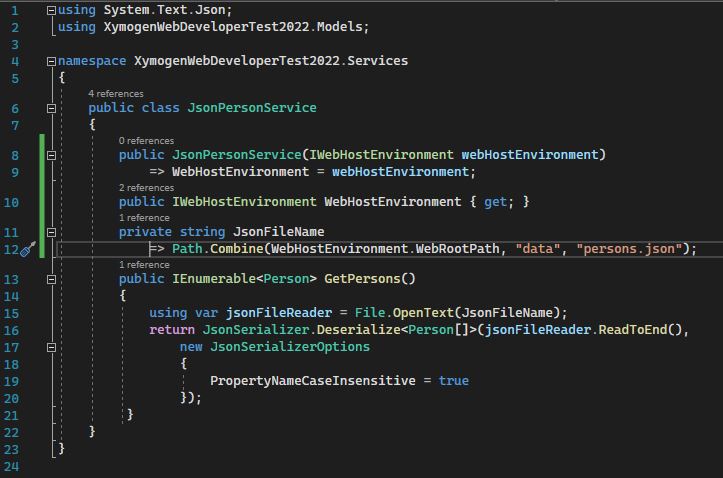 1 using System.Text.Json;
2 using XymogenWebDeveloperTest2022.Models;
3
4 namespace XymogenWebDeveloperTest2022.Services
5 {
4 references
6 public class JsonPersonService
7 {
0 references
8 public JsonPersonService(IWebHostEnvironment webHostEnvironment)
9 => WebHostEnvironment = webHostEnvironment;
2 references
10 public IWebHostEnvironment WebHostEnvironment { get; }
1 reference
11 private string JsonFileName
12 => Path.Combine(WebHostEnvironment.WebRootPath, "data", "persons.json");
1 reference
13 public IEnumerable<Person> GetPersons()
14 {
15 using var jsonFileReader = File.OpenText(JsonFileName);
16 return JsonSerializer.Deserialize<Person[]>(jsonFileReader.ReadToEnd(),
17 new JsonSerializerOptions
18 {
19 PropertyNameCaseInsensitive = true
20 });
21 }
22 }
23 }
24